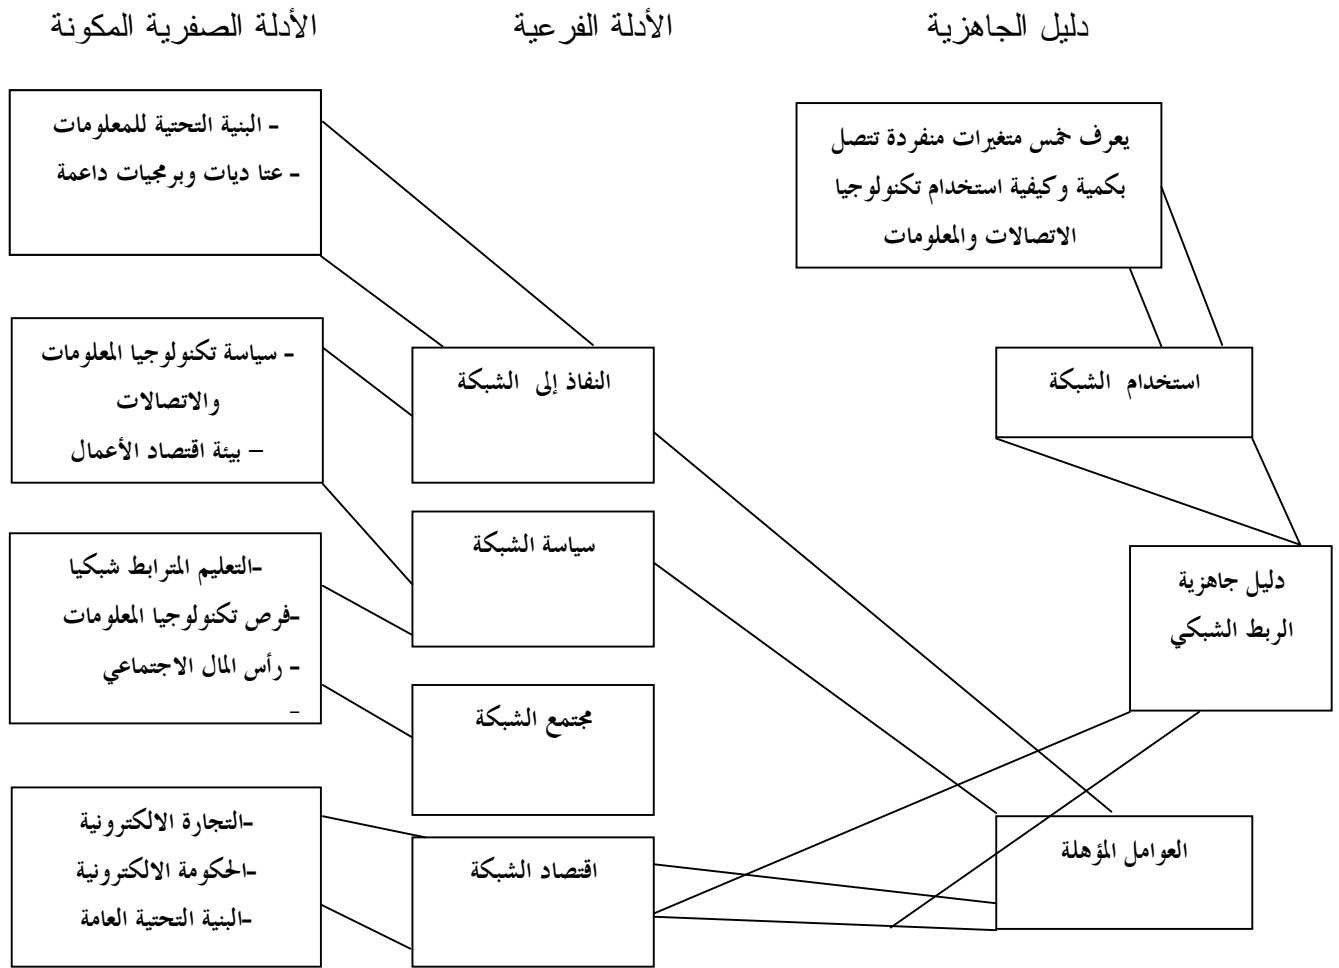 دليل الجاهزية
الأدلة الفرعية
الأدلة الصفرية المكونة
يعرف خمس متغيرات منفردة تتصل
بكمية وكيفية استخدام تكنولوجيا
الاتصالات والمعلومات
استخدام الشبكة
دليل جاهزية
الربط الشبكي
العوامل المؤهلة
النفاذ إلى الشبكة
سياسة الشبكة
مجتمع الشبكة
اقتصاد الشبكة
- البنية التحتية للمعلومات
- عتا ديات وبرمجيات داعمة
- سياسة تكنولوجيا المعلومات
والاتصالات
– بيئة اقتصاد الأعمال
-التعليم المترابط شبكيا
-فرص تكنولوجيا المعلومات
- رأس المال الاجتماعي
-
-التجارة الالكترونية
-الحكومة الالكترونية
-البنية التحتية العامة